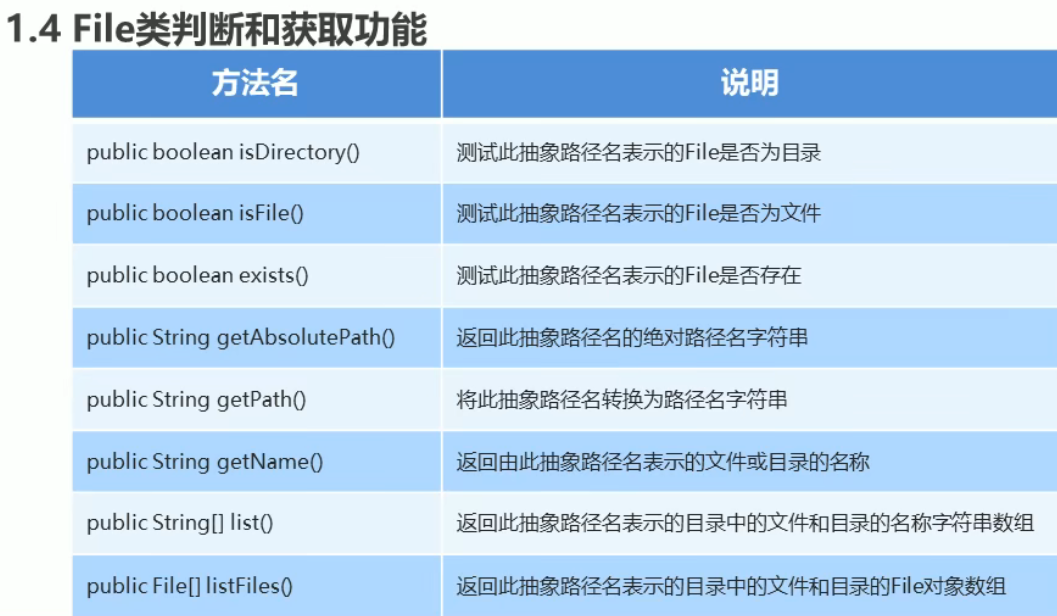 1.4 File类判断和获取功能
方法名 说明
public boolean isDirectory() 测试此抽象路径名表示的File是否为目录
public boolean isFile() 测试此抽象路径名表示的File是否为文件
public boolean exists() 测试此抽象路径名表示的File是否存在
public String getAbsolutePath() 返回此抽象路径名的绝对路径名字符串
public String getPath() 将此抽象路径名转换为路径名字符串
public String getName() 返回由此抽象路径名表示的文件或目录的名称
public String[] list() 返回此抽象路径名表示的目录中的文件和目录的名称字符串数组
public File[] listFiles() 返回此抽象路径名表示的目录中的文件和目录的File对象数组